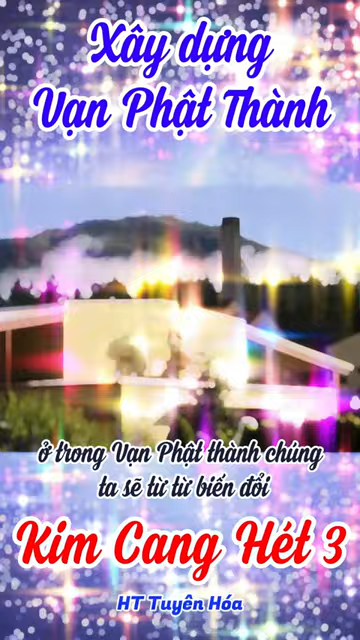 Xây dựng
Vạn Phật Thành
ở trong Vạn Phật thành chúng
ta sẽ từ từ biến đổi
Kim Cang Hét 3
HT Tuyên Hóa